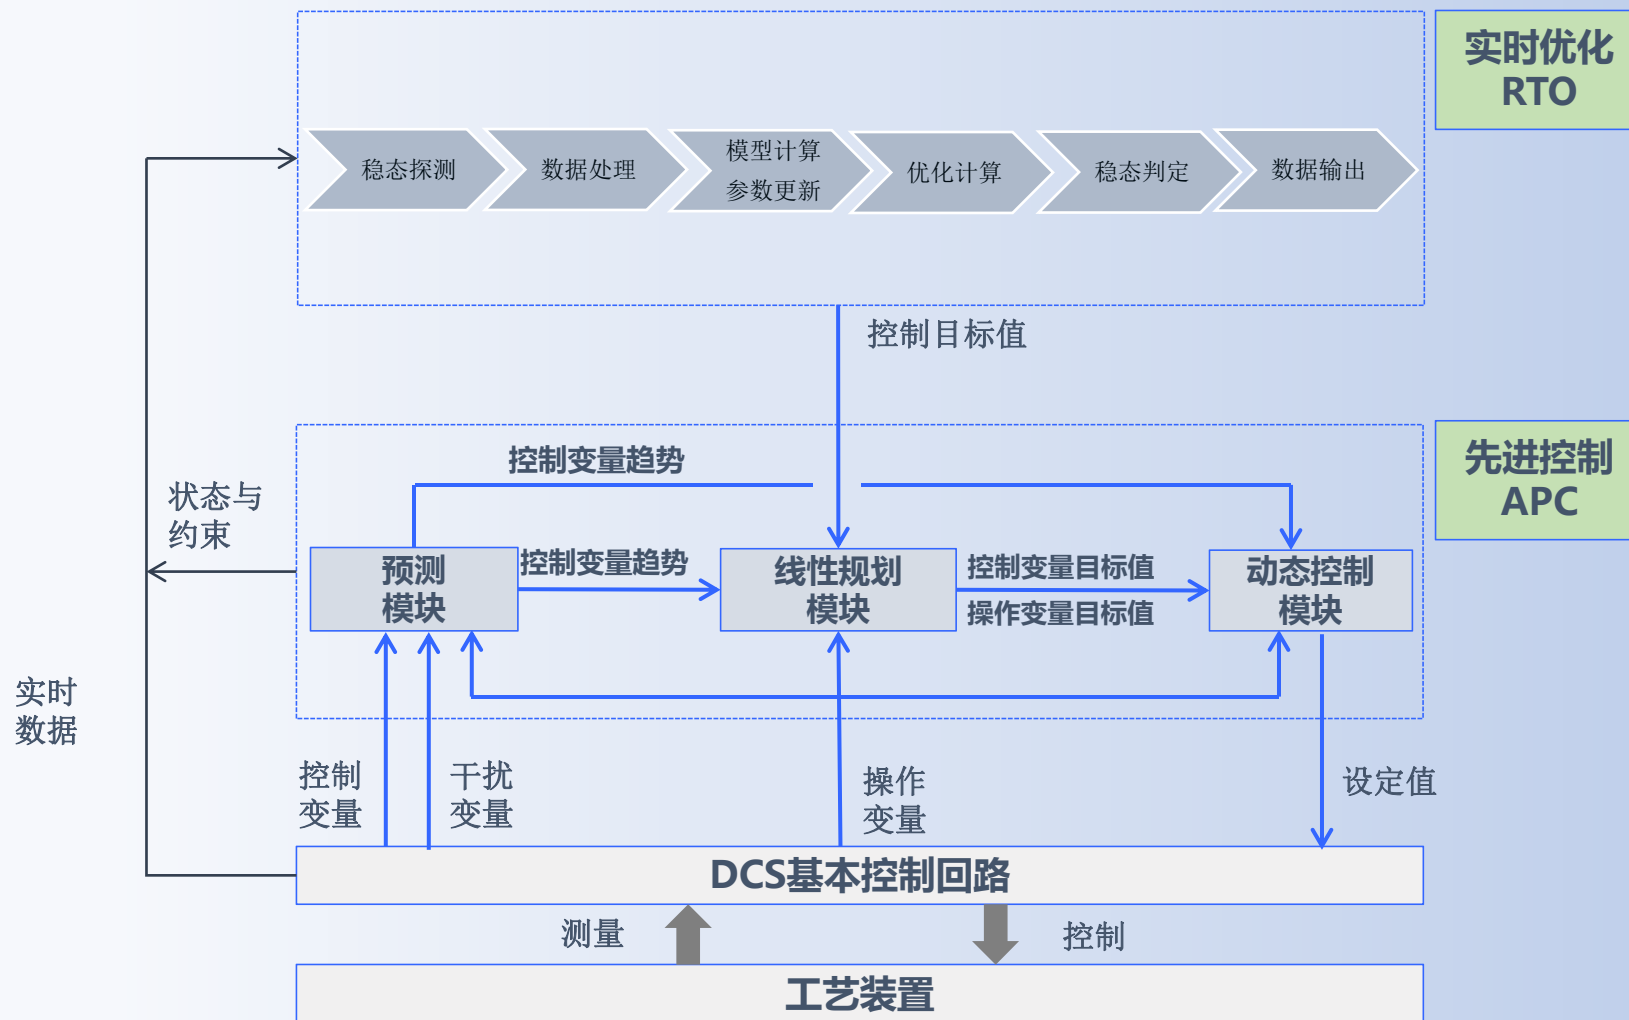 实时优化
RTO
稳态探测
数据处理
模型计算
参数更新
优化计算
稳态判定
数据输出
控制目标值
先进控制
APC
控制变量趋势
状态与
约束
预测
模块
控制变量趋势
线性规划
模块
控制变量目标值
操作变量目标值
动态控制
模块
实时
数据
控制
变量
干扰
变量
操作
变量
设定值
DCS基本控制回路
测量
控制
工艺装置